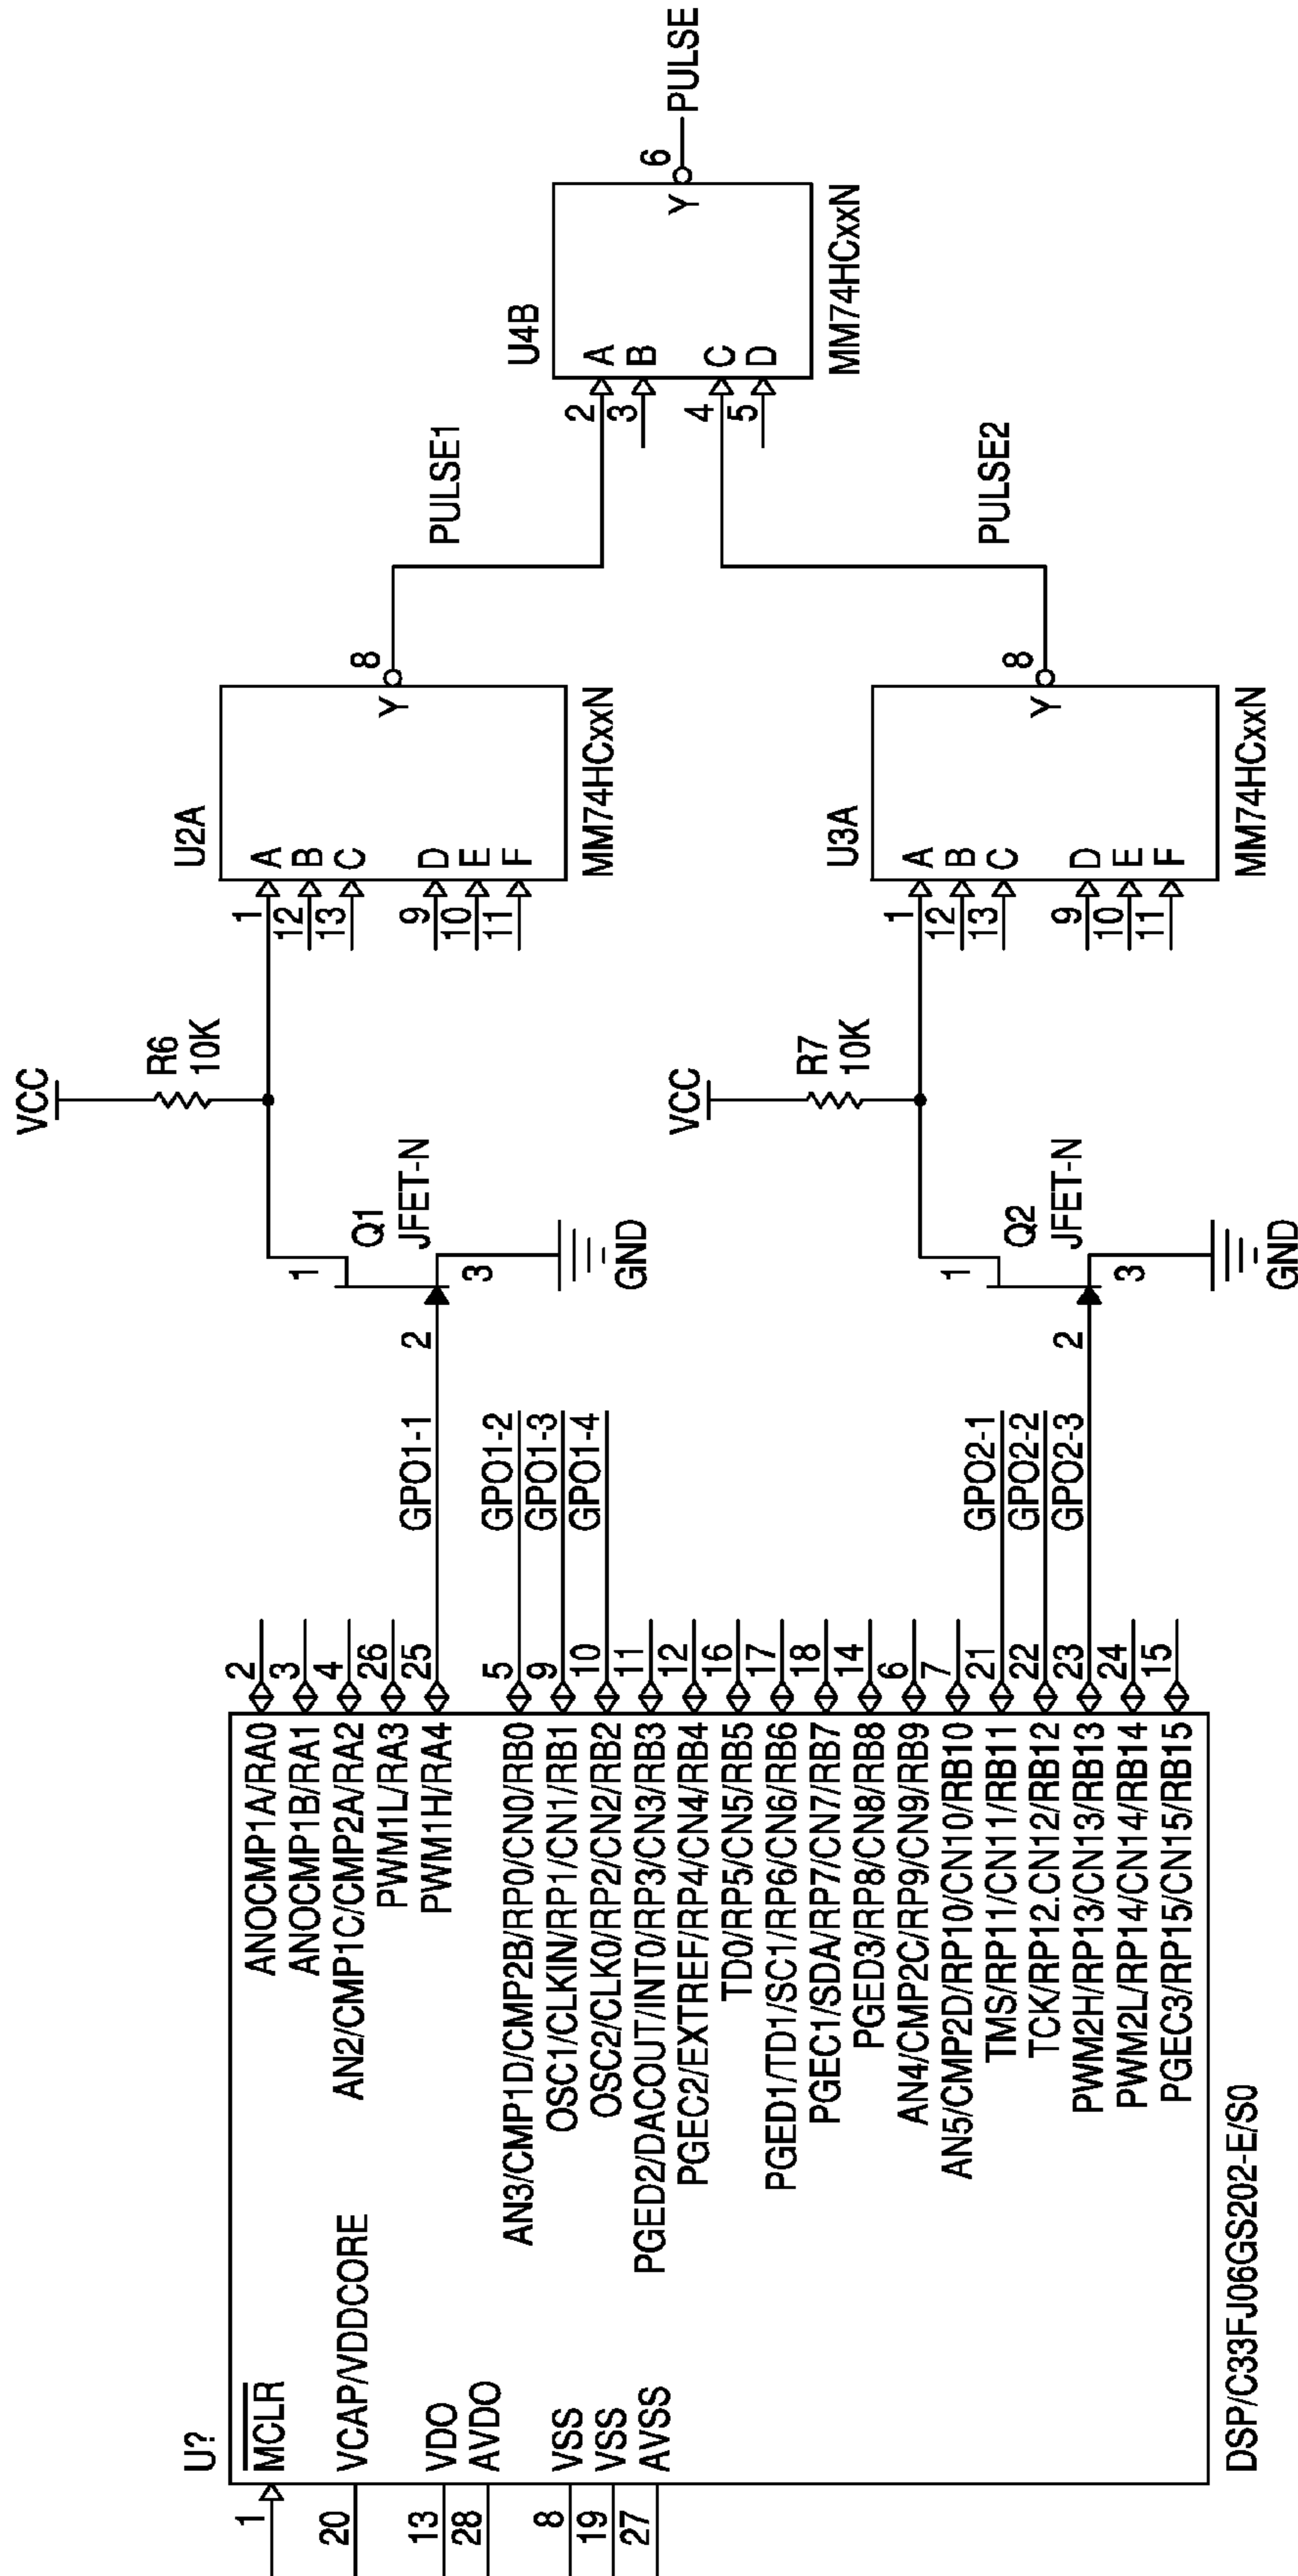 U?
1
MCLR
20
VCAP/VDDCORE
13
VDO
28
AVDO
8
VSS
19
VSS
27
AVSS
ANOCMP1A/RA0
2
ANOCMP1B/RA1
3
AN2/CMP1C/CMP2A/RA2
4
PWM1L/RA3
26
PWM1H/RA4
25
GPO1-1
AN3/CMP1D/CMP2B/RP0/CN0/RB0
5
GPO1-2
OSC1/CLKIN/RP1/CN1/RB1
9
GPO1-3
OSC2/CLK0/RP2/CN2/RB2
10
GPO1-4
PGED2/DACOUT/INT0/RP3/CN3/RB3
11
PGEC2/EXTREF/RP4/CN4/RB4
12
TD0/RP5/CN5/RB5
16
PGED1/TD1/SC1/RP6/CN6/RB6
17
PGEC1/SDA/RP7/CN7/RB7
18
PGED3/RP8/CN8/RB8
14
AN4/CMP2C/RP9/CN9/RB9
6
AN5/CMP2D/RP10/CN10/RB10
7
TMS/RP11/CN11/RB11
21
GPO2-1
TCK/RP12.CN12/RB12
22
GPO2-2
PWM2H/RP13/CN13/RB13
23
GPO2-3
PWM2L/RP14/CN14/RB14
24
PGEC3/RP15/CN15/RB15
15
DSP/C33FJ06GS202-E/S0
VCC
R6
10K
1
Q1
JFET-N
2
3
GND
U2A
1
A
12
B
13
C
9
D
10
E
11
F
Y
8
MM74HCxxN
PULSE1
VCC
R7
10K
1
Q2
JFET-N
2
3
GND
U3A
1
A
12
B
13
C
9
D
10
E
11
F
Y
8
MM74HCxxN
PULSE2
U4B
2
A
3
B
4
C
5
D
Y
6
PULSE
MM74HCxxN